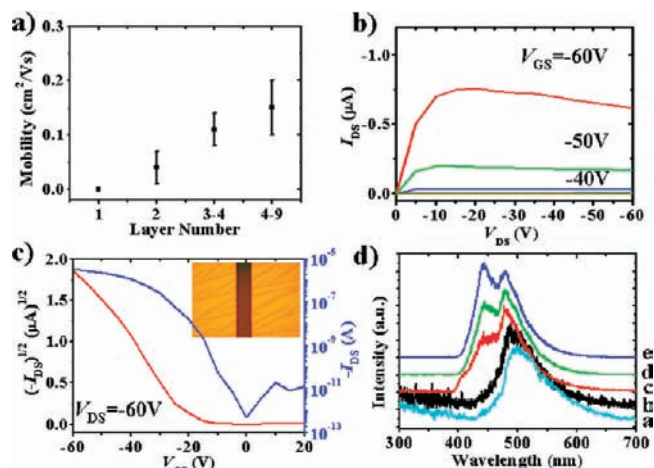 a)
0.3
0.2
0.1
0.0
Mobility (cm²/Vs)
1 2 3-4 4-9
Layer Number
b)
-1.0
-0.5
0.0
I_DS (μA)
V_GS=-60V
-50V
-40V
0 -10 -20 -30 -40 -50 -60
V_DS (V)
c)
2.0
1.5
1.0
0.5
0.0
(-I_DS)^1/2 (μA)^1/2
V_DS=-60V
10^-5
10^-7
10^-9
10^-11
10^-13
-I_DS (A)
-60 -40 -20 0 20
(V)
d)
Intensity (a.u.)
e
d
c
b
a
300 400 500 600 700
Wavelength (nm)